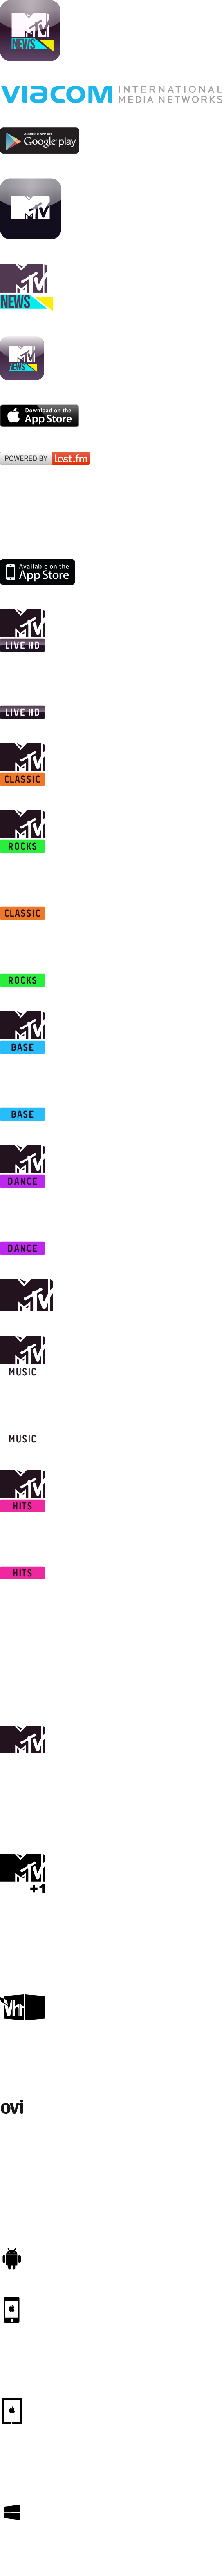 MTV
NEWS
VIACOM INTERNATIONAL
MEDIA NETWORKS
ANDROID APP ON
Google play
MTV
MTV
NEWS
MTV
NEWS
Download on the
App Store
POWERED BY lost.fm
Available on the
App Store
MTV
LIVE HD
LIVE HD
MTV
CLASSIC
MTV
ROCKS
CLASSIC
ROCKS
MTV
BASE
BASE
MTV
DANCE
DANCE
MTV
MTV
MUSIC
MUSIC
MTV
HITS
HITS
MTV
MTV
+1
Vh1
ovi